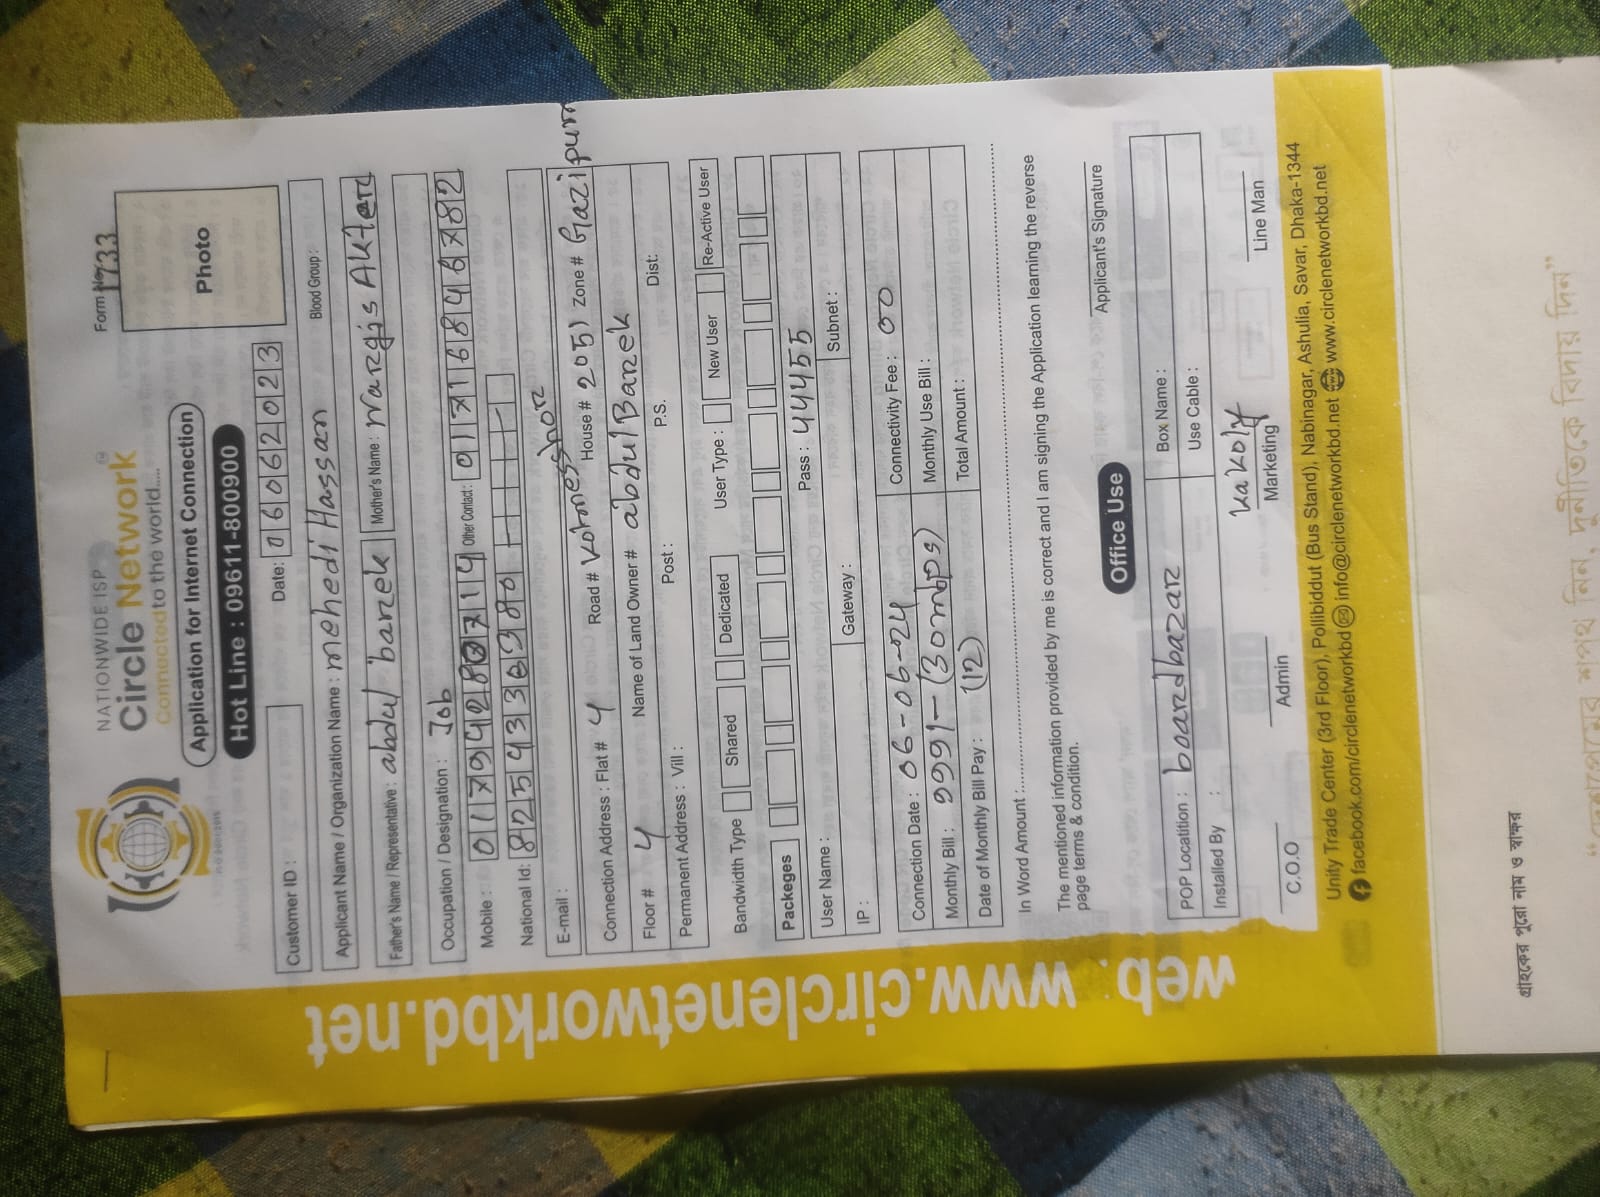 NATIONWIDE ISP
Circle Network
Connected to the world.....
Application for Internet Connection
Hot Line : 09611-800900
Form No. 1733
Photo
Date: 06062023
Customer ID :
Applicant Name / Organization Name : mehedi Hassan Blood Group :
Father's Name / Representative : abdul barek Mother's Name : Nargis Akter
Occupation / Designation : Job
Mobile : Other Contact: 01716846782
National Id: 8254336380
E-mail :
Connection Address : Flat # 4 Road # House # 2051 Zone # Gazipur
Floor # 4 Name of Land Owner # abdul Barek
Permanent Address : Vill : Post : P.S. Dist:
Bandwidth Type Shared Dedicated User Type : New User Re-Active User
Packeges
User Name : Pass : 44455
IP : Gateway : Subnet :
Connection Date : 06-06-024 Connectivity Fee : 00
Monthly Bill : (30mbps) Monthly Use Bill :
Date of Monthly Bill Pay : (12) Total Amount :
In Word Amount :
The mentioned information provided by me is correct and I am signing the Application learning the reverse
page terms & condition.
Applicant's Signature
Office Use
POP Locatition : boardbazar Box Name :
Installed By : Use Cable :
Kakoly
C.O.O Admin Marketing Line Man
Unity Trade Center (3rd Floor), Pollibiddut (Bus Stand), Nabinagar, Ashulia, Savar, Dhaka-1344
facebook.com/circlenetworkbd info@circlenetworkbd.net www.circlenetworkbd.net
web. www.circlenetworkbd.net
গ্রাহকের পুরো নাম ও স্বাক্ষর
শপথ নিন, দুর্নীতিকে বিদায় দিন”